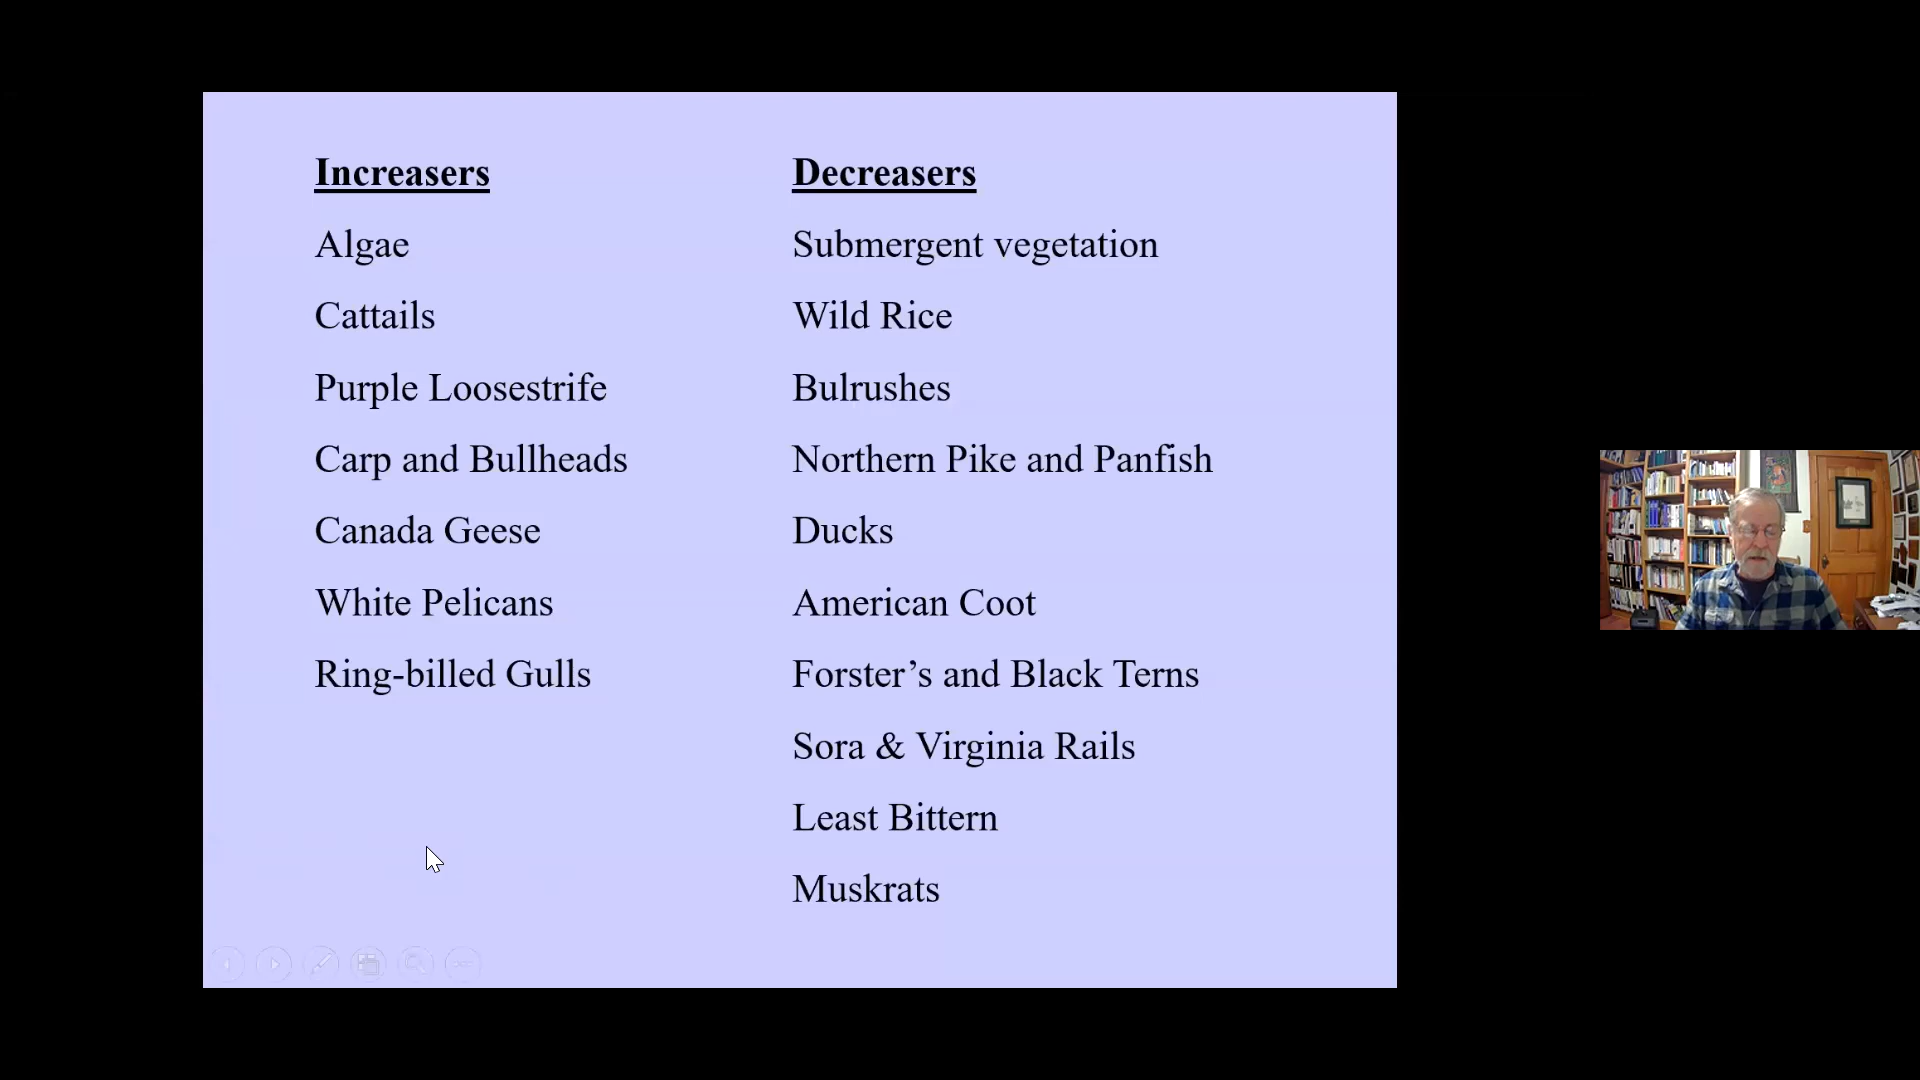 Increasers
Algae
Cattails
Purple Loosestrife
Carp and Bullheads
Canada Geese
White Pelicans
Ring-billed Gulls
Decreasers
Submergent vegetation
Wild Rice
Bulrushes
Northern Pike and Panfish
Ducks
American Coot
Forster’s and Black Terns
Sora & Virginia Rails
Least Bittern
Muskrats